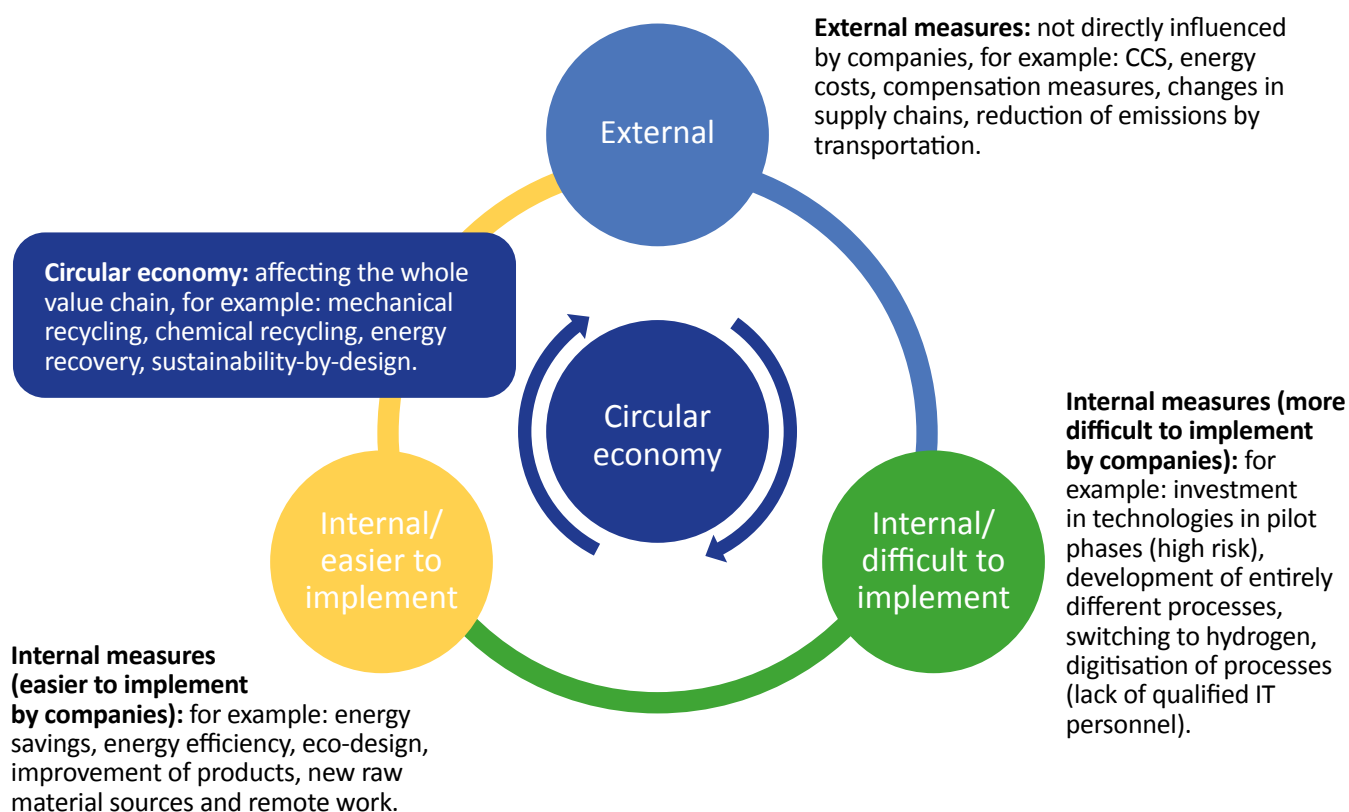 External measures: not directly influenced
by companies, for example: CCS, energy
costs, compensation measures, changes in
supply chains, reduction of emissions by
transportation.
External
Circular economy: affecting the whole
value chain, for example: mechanical
recycling, chemical recycling, energy
recovery, sustainability-by-design.
Circular
economy
Internal measures (more
difficult to implement
by companies): for
example: investment
in technologies in pilot
phases (high risk),
development of entirely
different processes,
switching to hydrogen,
digitisation of processes
(lack of qualified IT
personnel).
Internal/
easier to
implement
Internal/
difficult to
implement
Internal measures
(easier to implement
by companies): for example: energy
savings, energy efficiency, eco-design,
improvement of products, new raw
material sources and remote work.